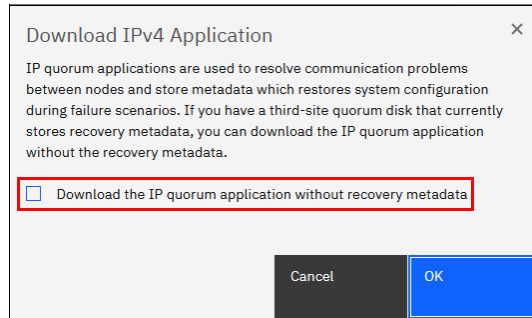 Download IPv4 Application
IP quorum applications are used to resolve communication problems
between nodes and store metadata which restores system configuration
during failure scenarios. If you have a third-site quorum disk that currently
stores recovery metadata, you can download the IP quorum application
without the recovery metadata.
Download the IP quorum application without recovery metadata
Cancel
OK